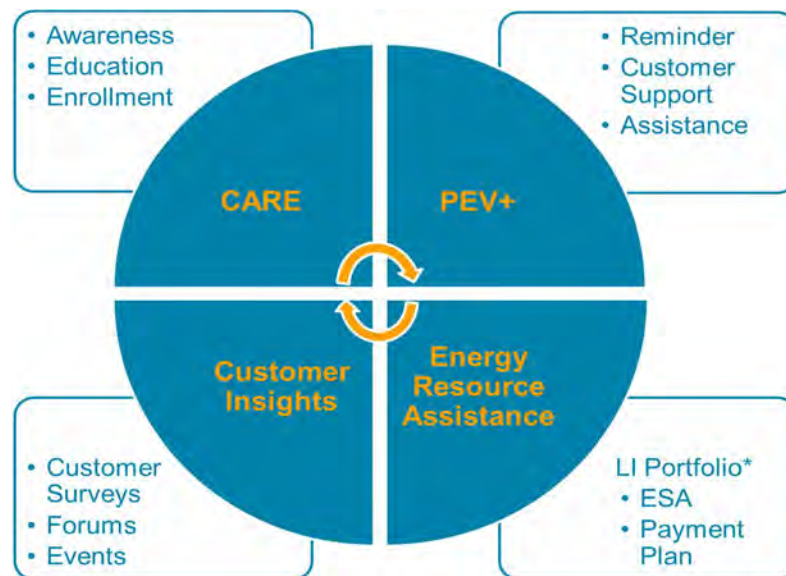 • Awareness
• Education
• Enrollment
• Reminder
• Customer
Support
• Assistance
CARE
PEV+
Customer
Insights
Energy
Resource
Assistance
• Customer
Surveys
• Forums
• Events
LI Portfolio*
• ESA
• Payment
Plan